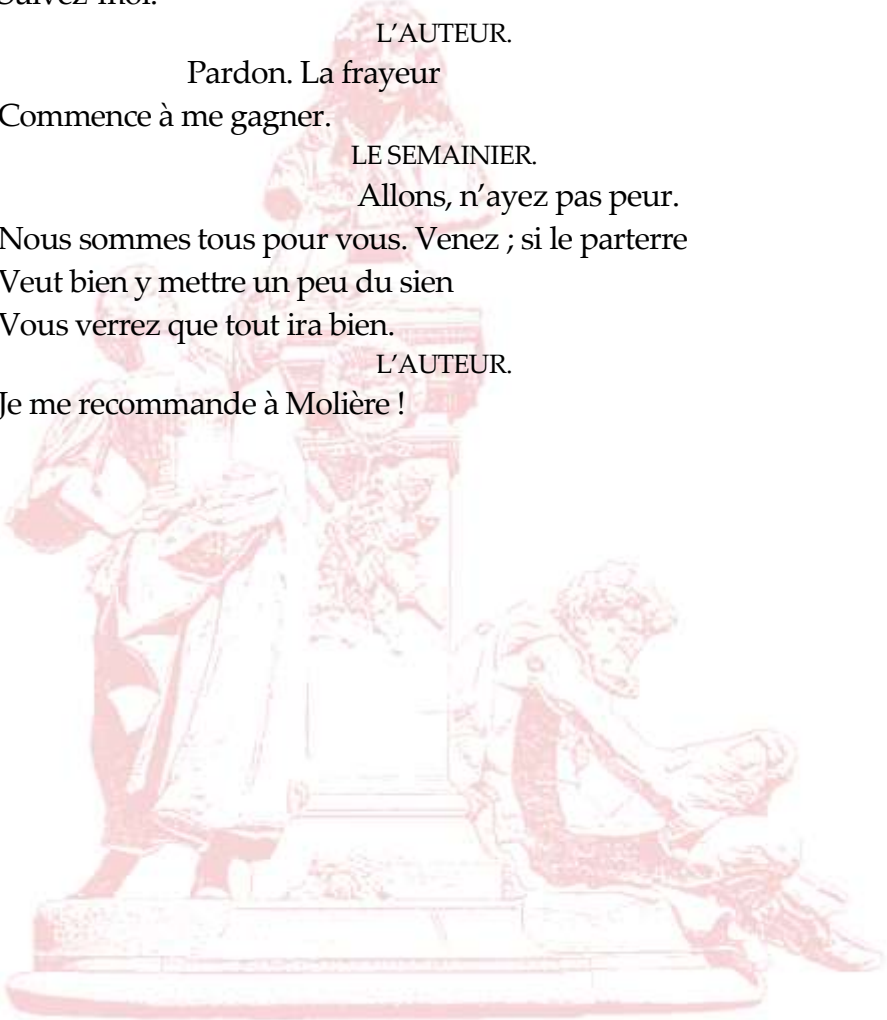 Suivez-moi.
L’AUTEUR.
Pardon. La frayeur
Commence à me gagner.
LE SEMAINIER.
Allons, n’ayez pas peur.
Nous sommes tous pour vous. Venez ; si le parterre
Veut bien y mettre un peu du sien
Vous verrez que tout ira bien.
L’AUTEUR.
Je me recommande à Molière !